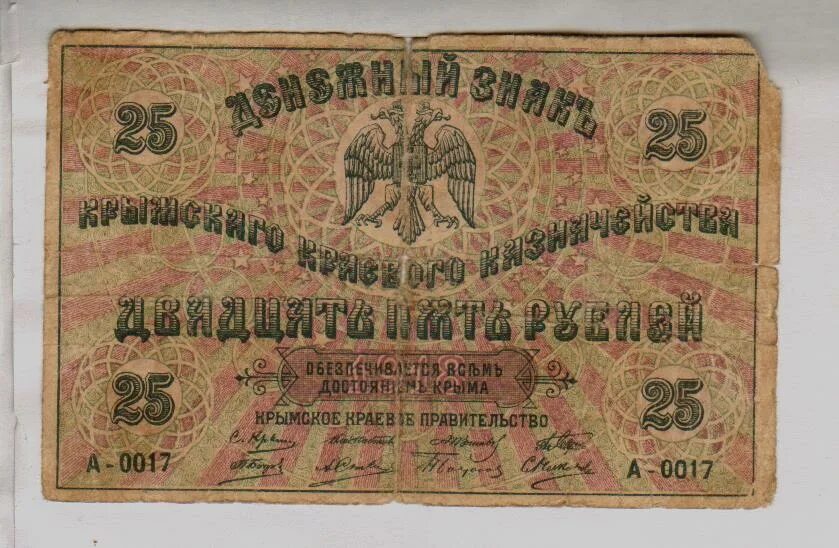 ДЕНЕЖНЫЙ ЗНАКЪ
25 25
КРЫМСКАГО КРАЕВОГО КАЗНАЧЕЙСТВА
ДВАДЦАТЬ ПЯТЬ РУБЛЕЙ
1918
ОБЕЗПЕЧИВАЕТСЯ ВСѢМЪ
ДОСТОЯНІЕМЪ КРЫМА
25 25
КРЫМСКОЕ КРАЕВОЕ ПРАВИТЕЛЬСТВО
А-0017 А-0017